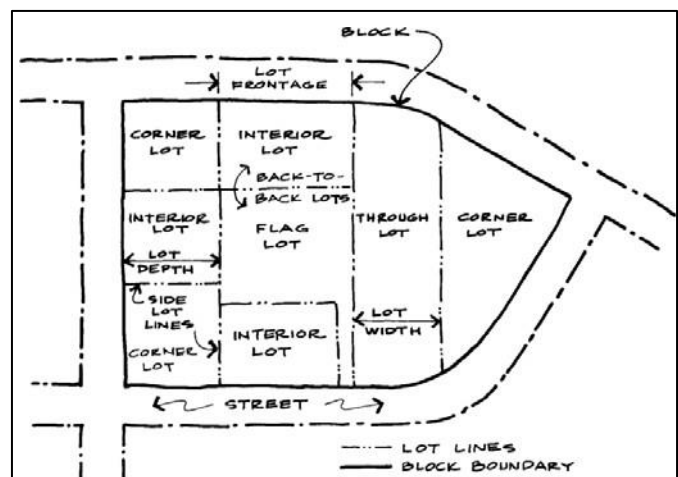 BLOCK
LOT
FRONTAGE
CORNER
LOT
INTERIOR
LOT
BACK-TO-
BACK LOTS
INTERIOR
LOT
FLAG
LOT
THROUGH
LOT
CORNER
LOT
LOT
DEPTH
SIDE
LOT
LINES
CORNER
LOT
INTERIOR
LOT
LOT
WIDTH
STREET
LOT LINES
BLOCK BOUNDARY